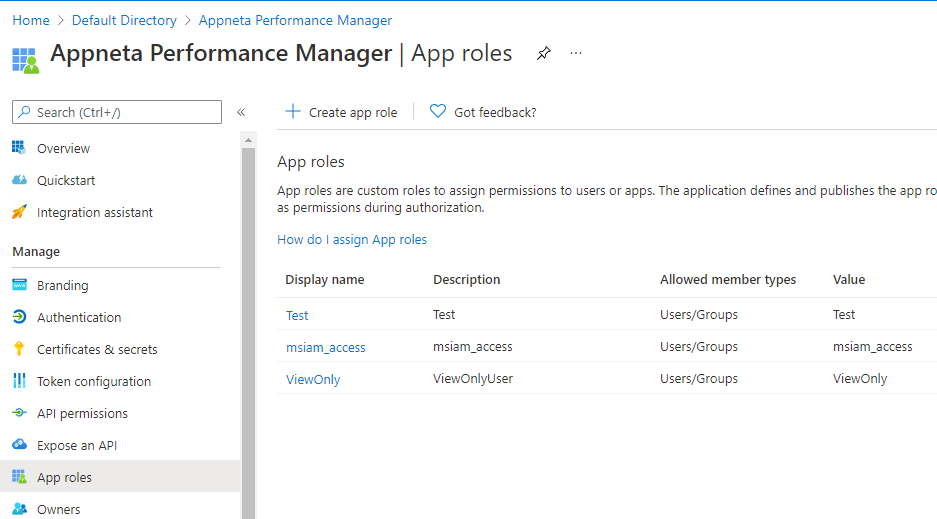 Home > Default Directory > Appneta Performance Manager
Appneta Performance Manager | App roles ...
Search (Ctrl+/) «
Overview
Quickstart
Integration assistant
Manage
Branding
Authentication
Certificates & secrets
Token configuration
API permissions
Expose an API
App roles
Owners
+ Create app role | Got feedback?
App roles
App roles are custom roles to assign permissions to users or apps. The application defines and publishes the app ro
as permissions during authorization.
How do I assign App roles
Display name Description Allowed member types Value
Test Test Users/Groups Test
msiam_access msiam_access Users/Groups msiam_access
ViewOnly ViewOnlyUser Users/Groups ViewOnly